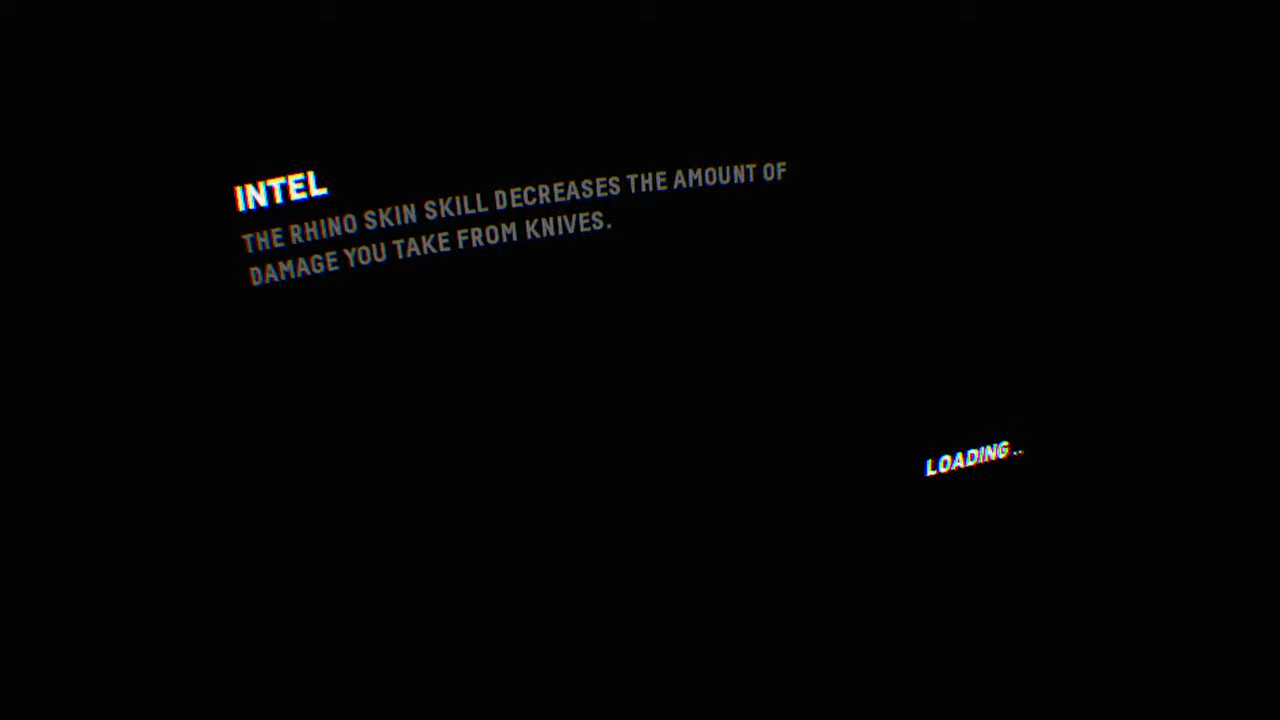 INTEL
THE RHINO SKIN SKILL DECREASES THE AMOUNT OF
DAMAGE YOU TAKE FROM KNIVES.
LOADING..